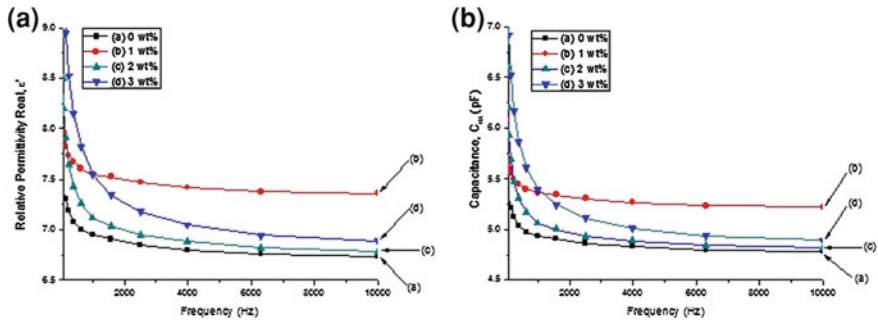 (a)
9.0
8.5
8.0
7.5
7.0
6.5
Relative Permittivity Real, ε'
(a) 0 wt%
(b) 1 wt%
(c) 2 wt%
(d) 3 wt%
(b)
(d)
(c)
(a)
2000
4000
6000
8000
10000
Frequency (Hz)
(b)
7.0
6.5
6.0
5.5
5.0
4.5
Capacitance, C (pF)
(a) 0 wt%
(b) 1 wt%
(c) 2 wt%
(d) 3 wt%
(b)
(d)
(c)
(a)
0
2000
4000
6000
8000
10000
Frequency (Hz)